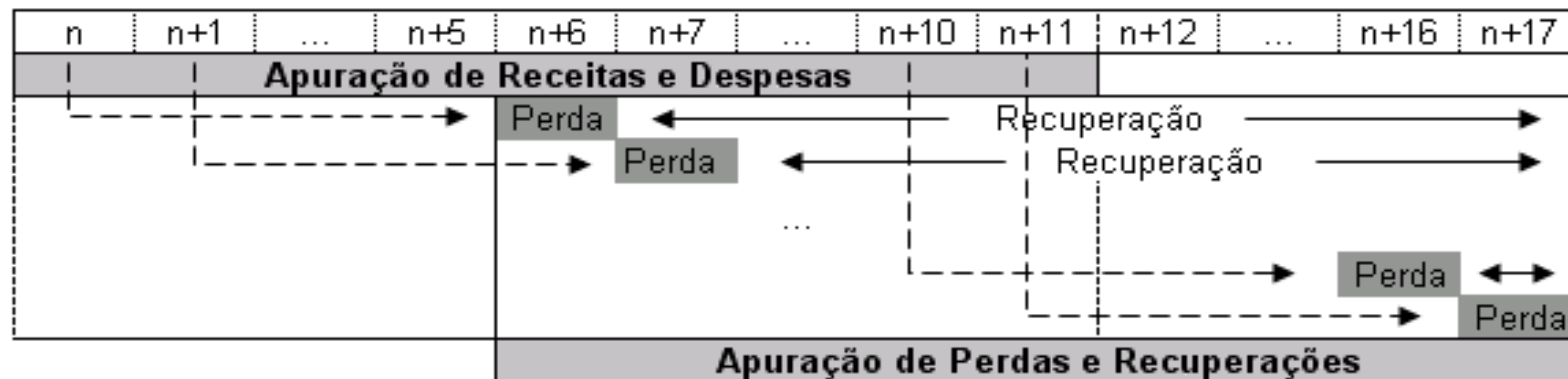 n n+1 ... n+5 n+6 n+7 ... n+10 n+11 n+12 ... n+16 n+17
Apuração de Receitas e Despesas
Perda Recuperação
Perda Recuperação
...
Perda
Perda
Apuração de Perdas e Recuperações